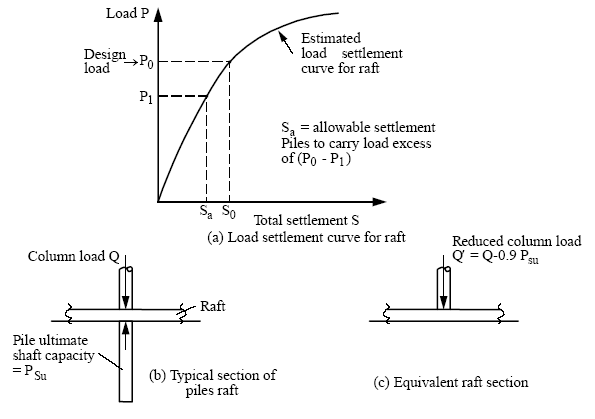 Load P
Design
load
P₀
P₁
Estimated
load settlement
curve for raft
Sₐ = allowable settlement
Piles to carry load excess
of (P₀ - P₁)
Sₐ S₀
Total settlement S
(a) Load settlement curve for raft
Column load Q
Raft
Pile ultimate
shaft capacity
= P Su
(b) Typical section of
piles raft
Reduced column load
Q' = Q-0.9 Psu
(c) Equivalent raft section